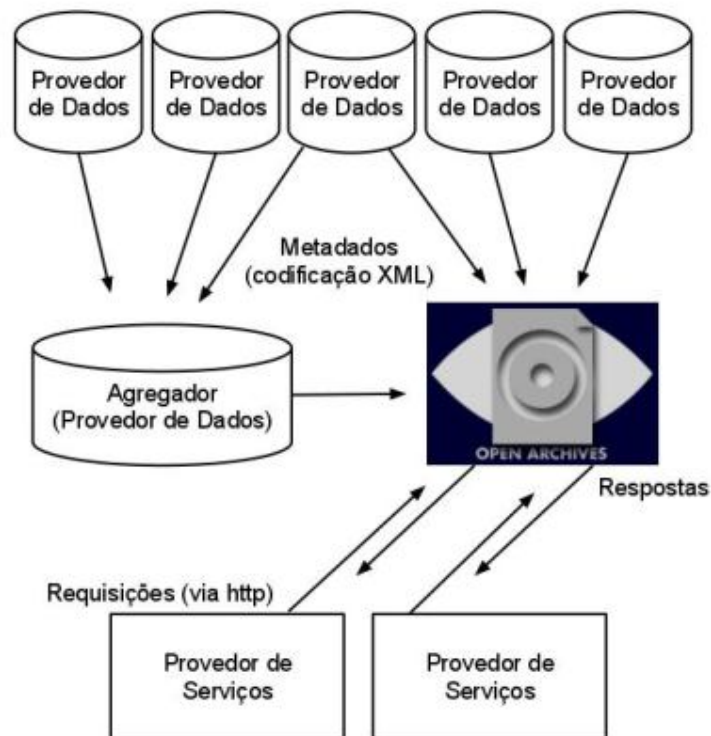 Provedor
de Dados
Provedor
de Dados
Provedor
de Dados
Provedor
de Dados
Provedor
de Dados
Metadados
(codificação XML)
Agregador
(Provedor de Dados)
OPEN ARCHIVES
Respostas
Requisições (via http)
Provedor de
Serviços
Provedor de
Serviços